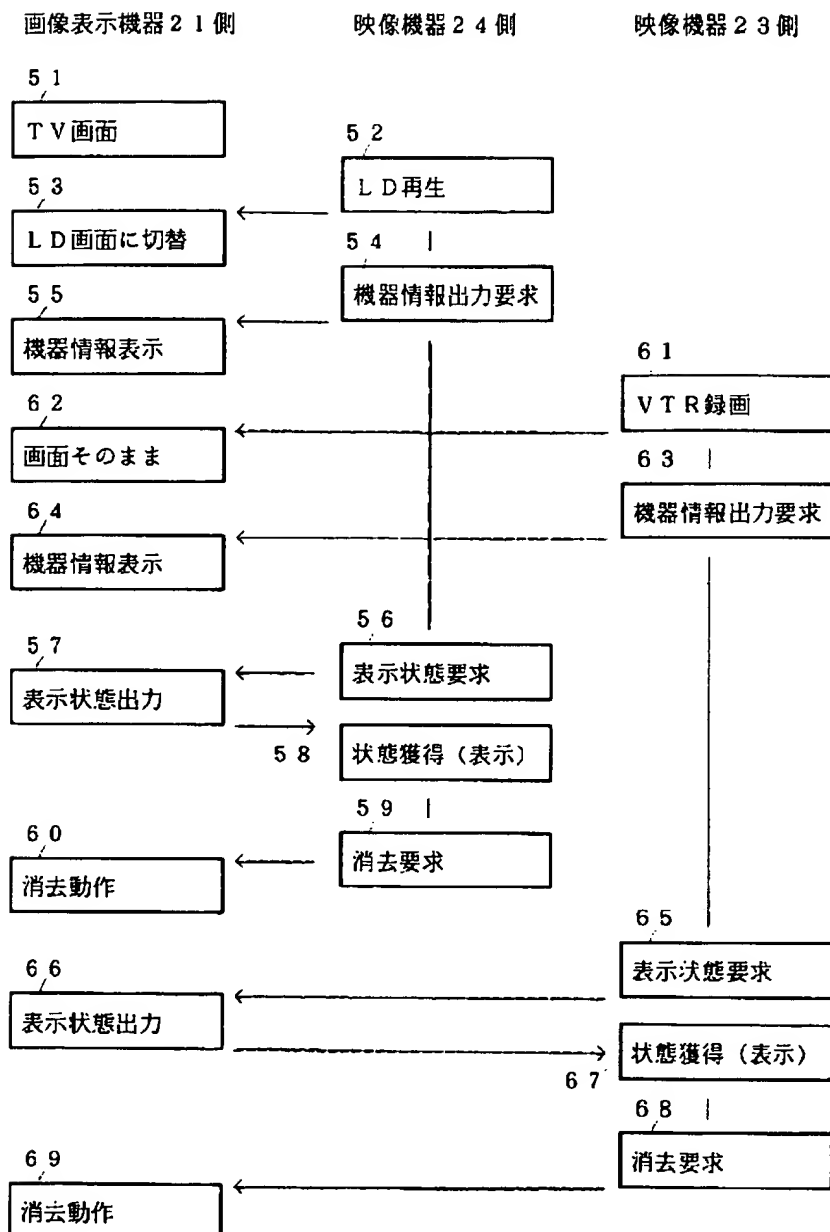 画像表示機器21側 映像機器24側 映像機器23側
51
TV画面
52
LD再生
53
LD画面に切替
54
機器情報出力要求
55
機器情報表示
61
VTR録画
62
画面そのまま
63
機器情報出力要求
64
機器情報表示
56
表示状態要求
57
表示状態出力
58
状態獲得(表示)
59
消去要求
60
消去動作
65
表示状態要求
66
表示状態出力
67
状態獲得(表示)
68
消去要求
69
消去動作